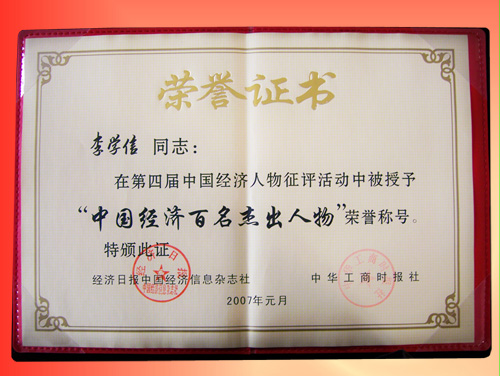 荣誉证书
李学信 同志：
在第四届中国经济人物征评活动中被授予
“中国经济百名杰出人物”荣誉称号。
特颁此证
经济日报中国经济信息杂志社 中华工商时报社
2007年元月